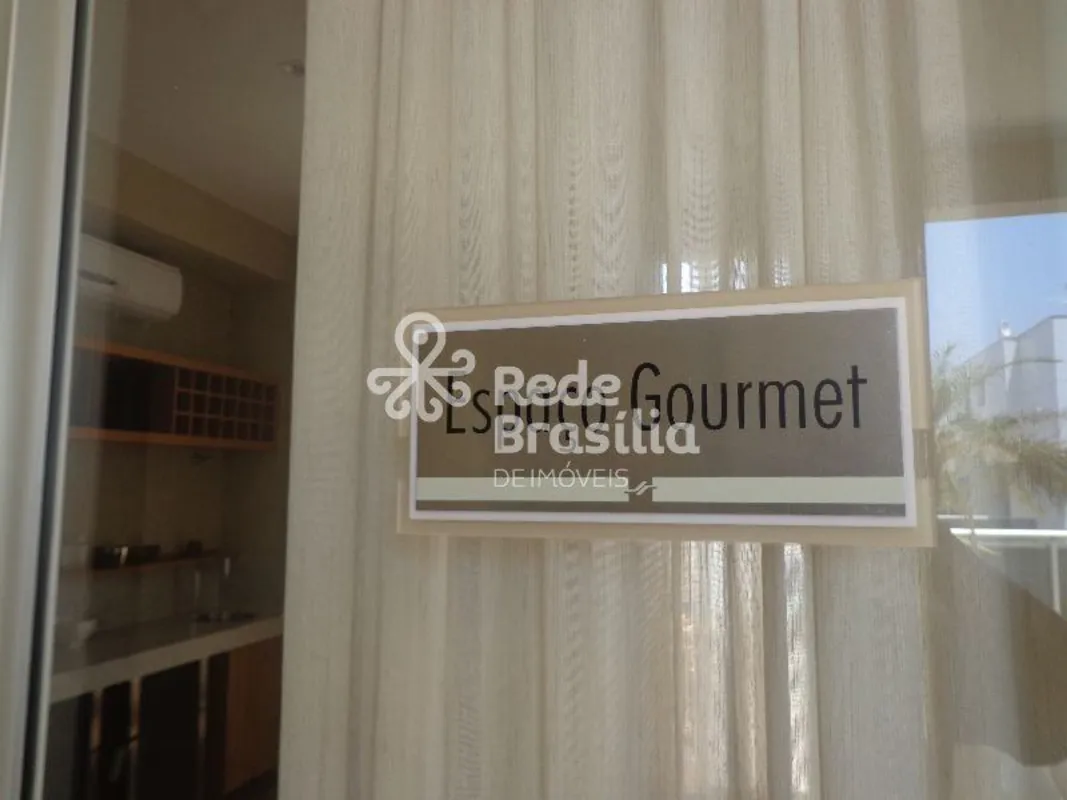 Espaço Gourmet
Rede
Brasília
DE IMÓVEIS